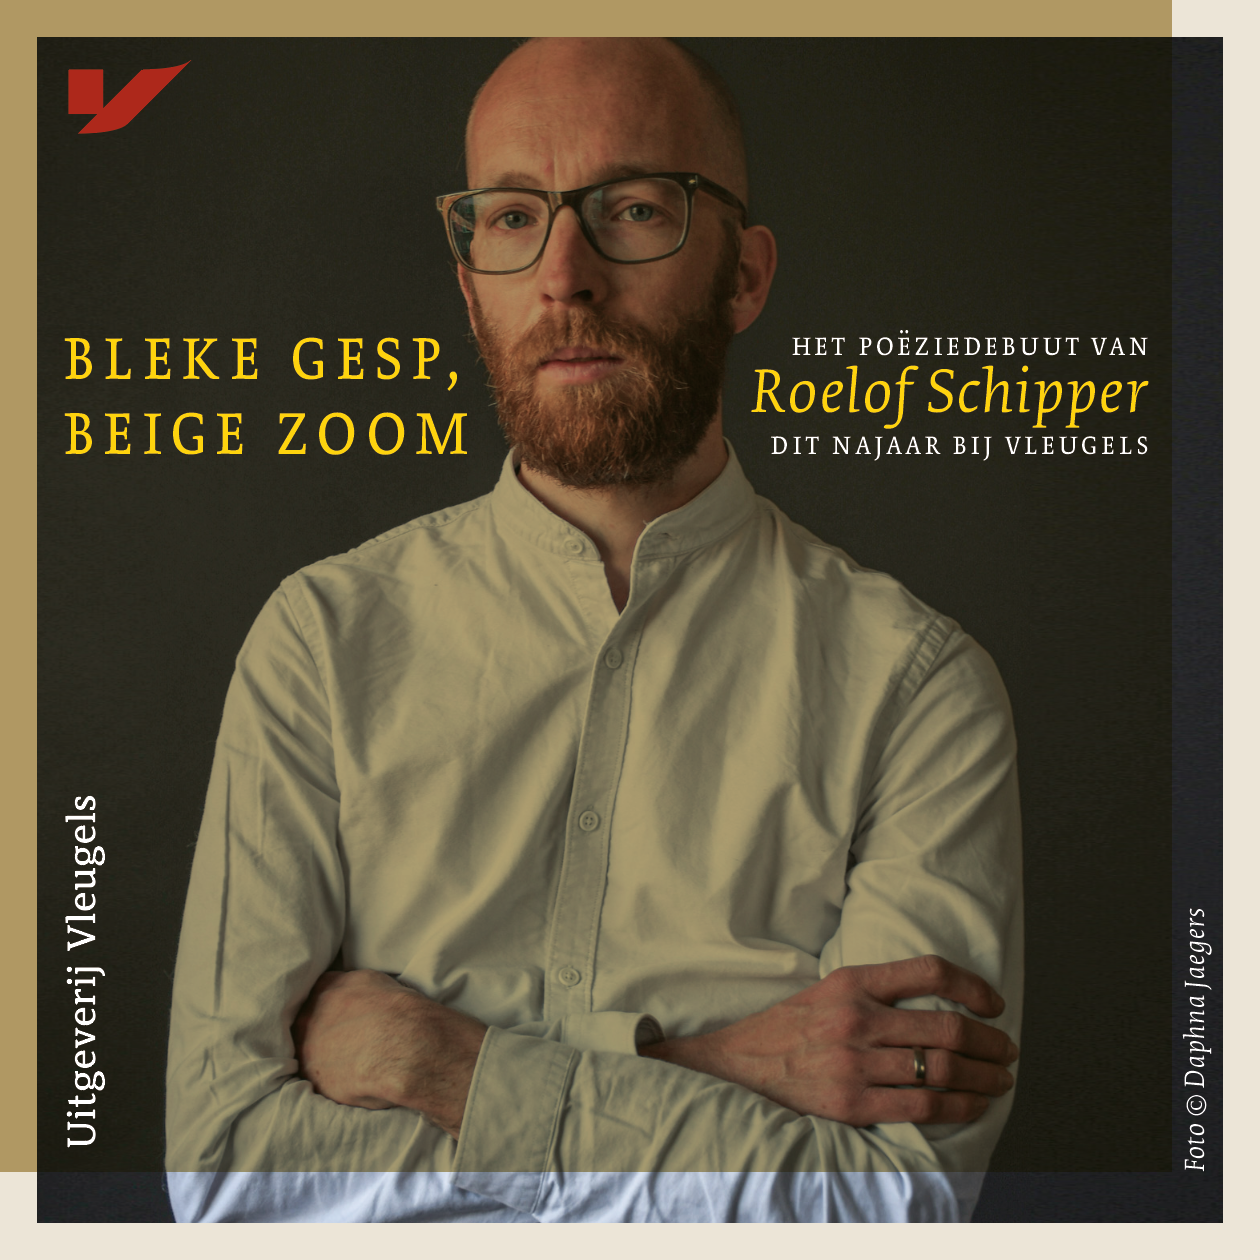 BLEKE GESP,
BEIGE ZOOM
HET POËZIEDEBUUT VAN
Roelof Schipper
DIT NAJAAR BIJ VLEUGELS
Uitgeverij Vleugels
Foto © Daphna Jaegers